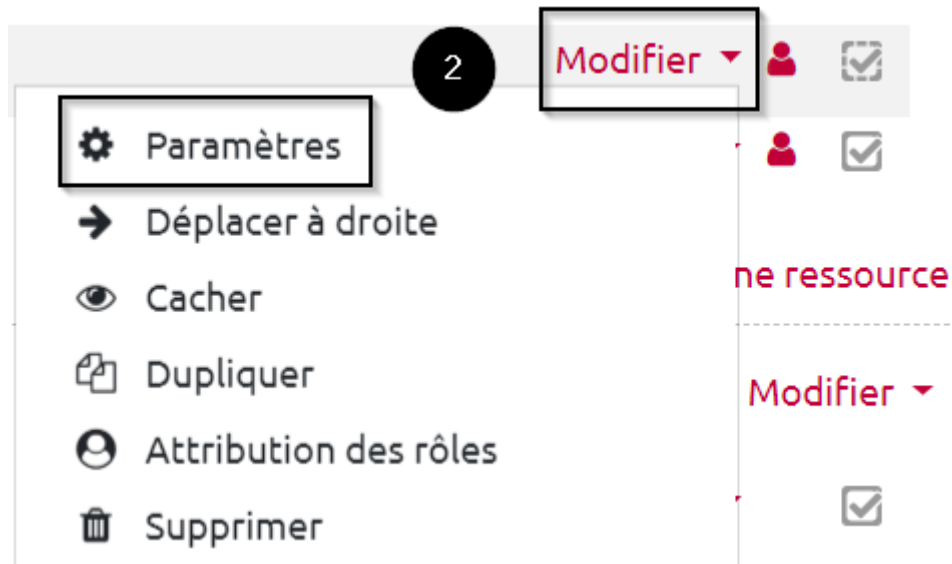 2 Modifier
Paramètres
Déplacer à droite
Cacher
ne ressource
Dupliquer
Modifier
Attribution des rôles
Supprimer